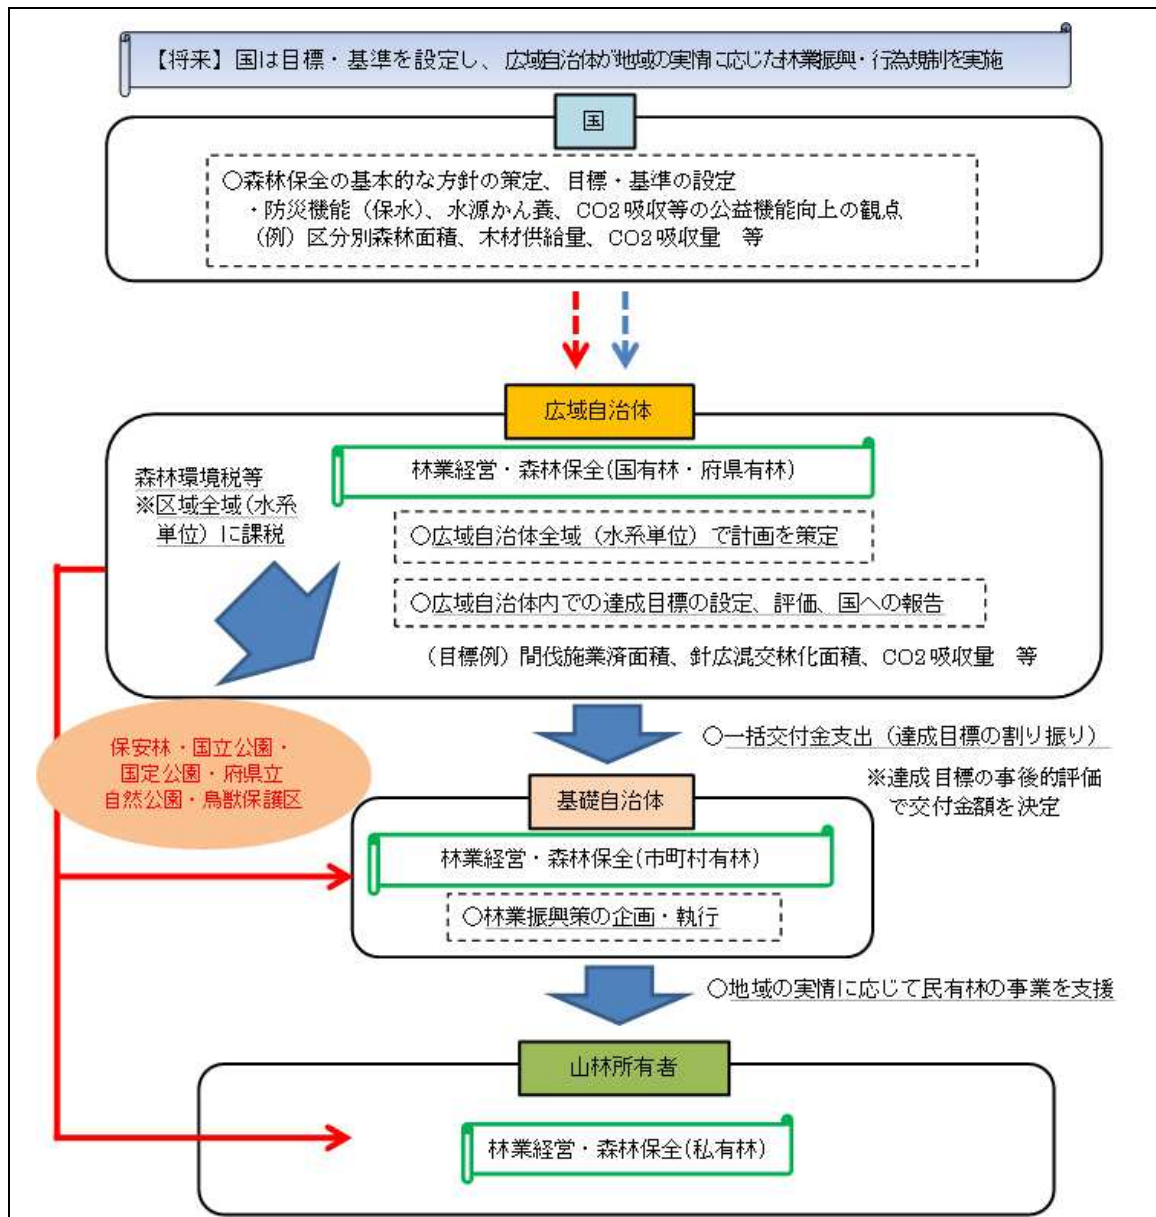 【将来】国は目標・基準を設定し、広域自治体が地域の実情に応じた林業振興・行為規制を実施
国
○森林保全の基本的な方針の策定、目標・基準の設定
・防災機能（保水）、水源かん養、CO2吸収等の公益機能向上の観点
（例）区分別森林面積、木材供給量、CO2吸収量　等
広域自治体
林業経営・森林保全(国有林・府県有林)
森林環境税等
※区域全域(水系
単位）に課税
○広域自治体全域（水系単位）で計画を策定
○広域自治体内での達成目標の設定、評価、国への報告
（目標例）間伐施業済面積、針広混交林化面積、CO2吸収量　等
保安林・国立公園・
国定公園・府県立
自然公園・鳥獣保護区
○一括交付金支出（達成目標の割り振り）
※達成目標の事後的評価
で交付金額を決定
基礎自治体
林業経営・森林保全(市町村有林)
○林業振興策の企画・執行
○地域の実情に応じて民有林の事業を支援
山林所有者
林業経営・森林保全(私有林)